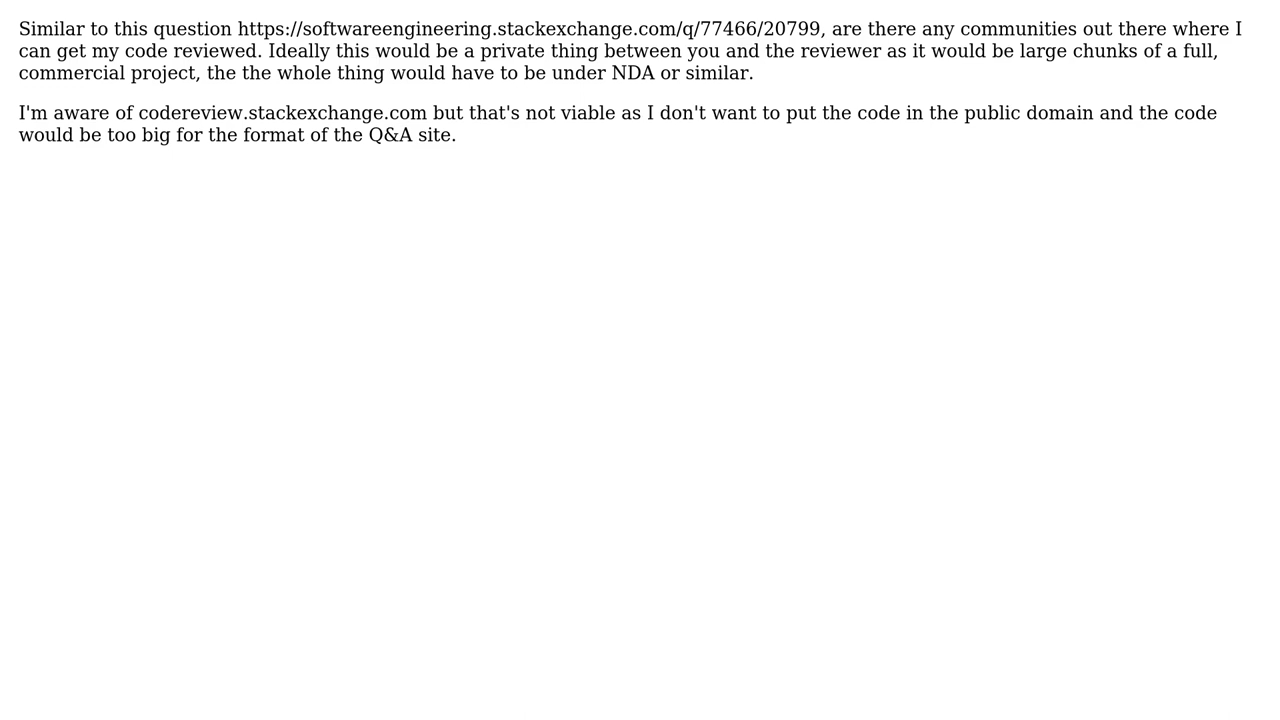 Similar to this question https://softwareengineering.stackexchange.com/q/77466/20799, are there any communities out there where I
can get my code reviewed. Ideally this would be a private thing between you and the reviewer as it would be large chunks of a full,
commercial project, the the whole thing would have to be under NDA or similar.
I'm aware of codereview.stackexchange.com but that's not viable as I don't want to put the code in the public domain and the code
would be too big for the format of the Q&A site.